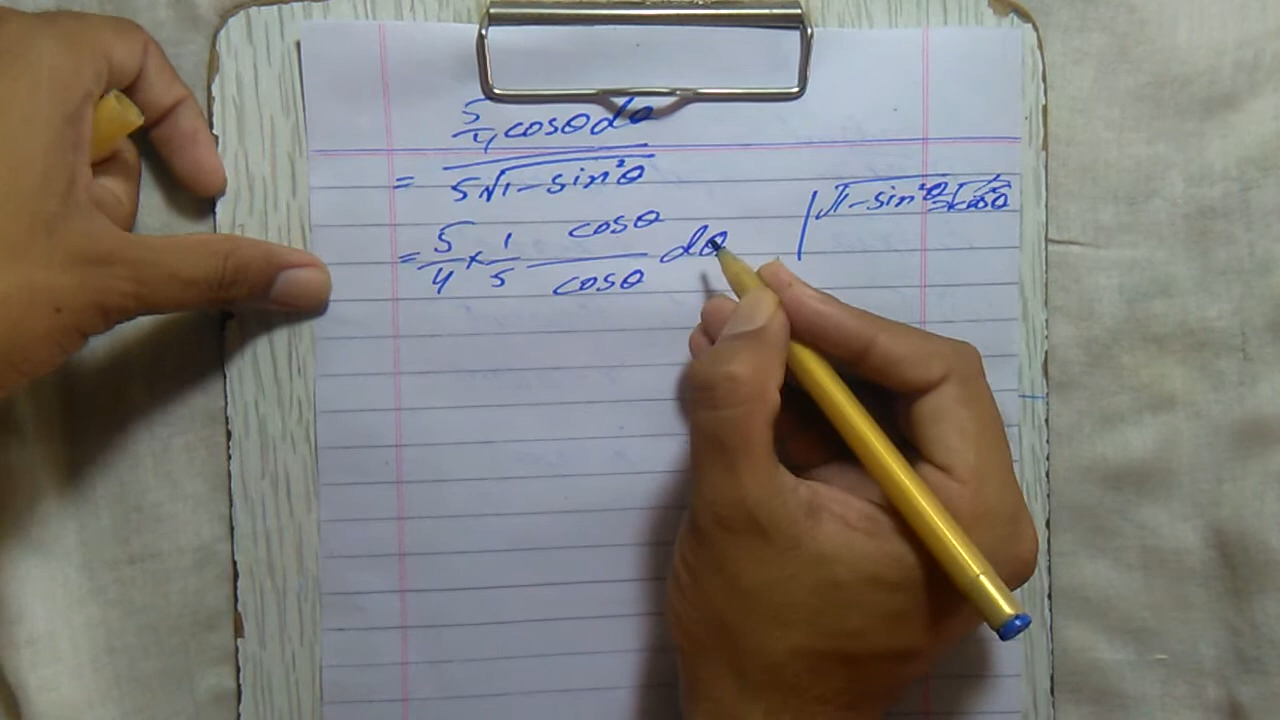 5/4 cosθ dθ
= 5√1-sin²θ
= 5/4 × 1/5 cosθ/cosθ dθ
√1-sin²θ = cosθ